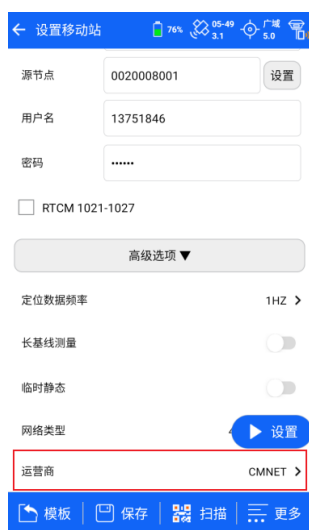 设置移动站 76% 05-49 3.1 广域 5.0
源节点 0020008001 设置
用户名 13751846
密码 ••••••
RTCM 1021-1027
高级选项▼
定位数据频率 1HZ
长基线测量
临时静态
网络类型 设置
运营商 CMNET
模板 保存 扫描 更多